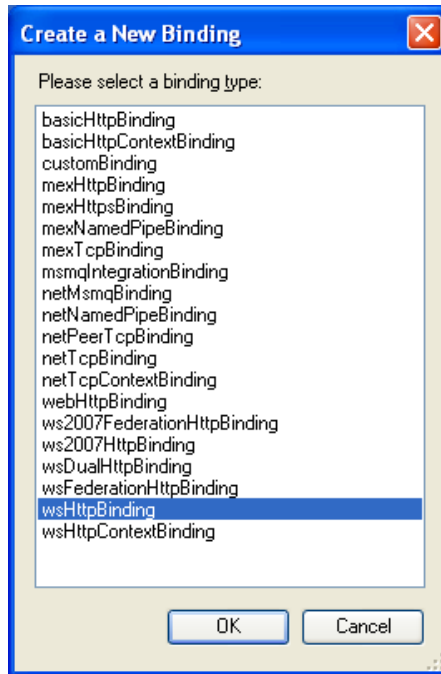 Create a New Binding
Please select a binding type:
basicHttpBinding
basicHttpContextBinding
customBinding
mexHttpBinding
mexHttpsBinding
mexNamedPipeBinding
mexTcpBinding
msmqIntegrationBinding
netMsmqBinding
netNamedPipeBinding
netPeerTcpBinding
netTcpBinding
netTcpContextBinding
webHttpBinding
ws2007FederationHttpBinding
ws2007HttpBinding
wsDualHttpBinding
wsFederationHttpBinding
wsHttpBinding
wsHttpContextBinding
OK Cancel